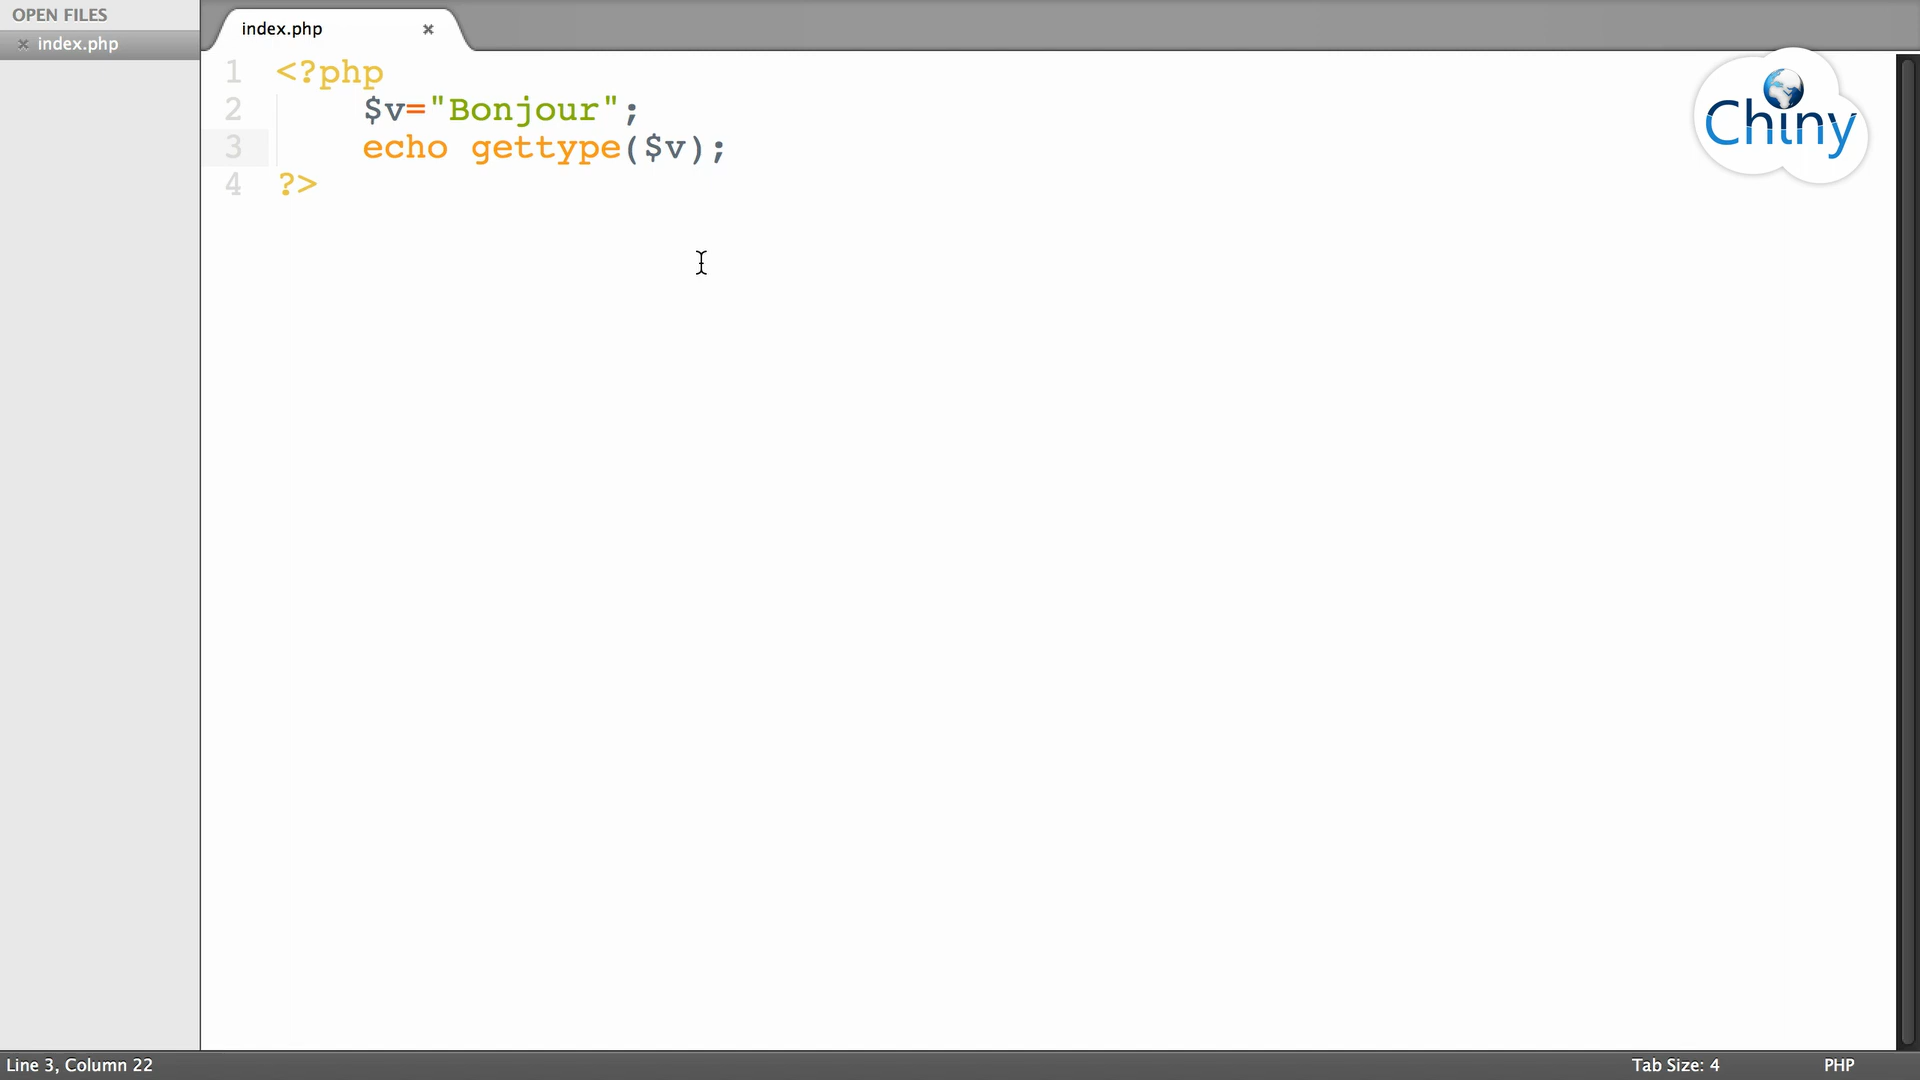 OPEN FILES
index.php
index.php
1 <?php
2 $v="Bonjour";
3 echo gettype($v);
4 ?>
Chiny
Line 3, Column 22
Tab Size: 4
PHP